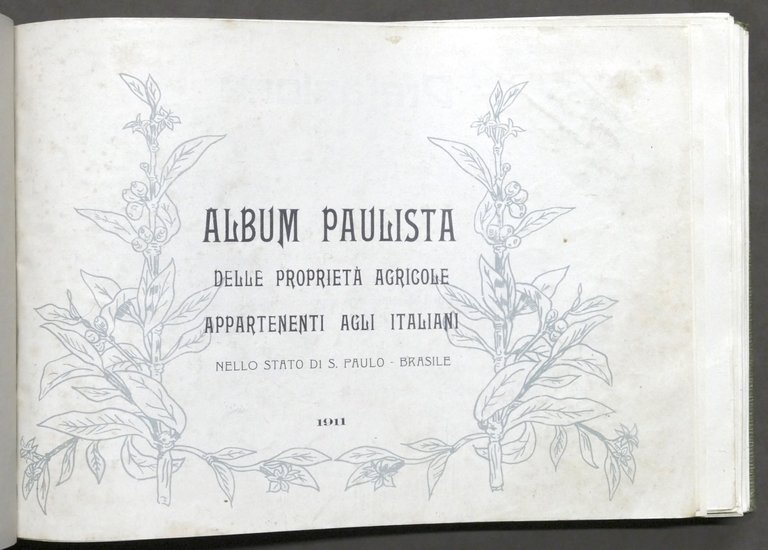 ALBUM PAULISTA
DELLE PROPRIETÀ AGRICOLE
APPARTENENTI AGLI ITALIANI
NELLO STATO DI S. PAULO - BRASILE
1911